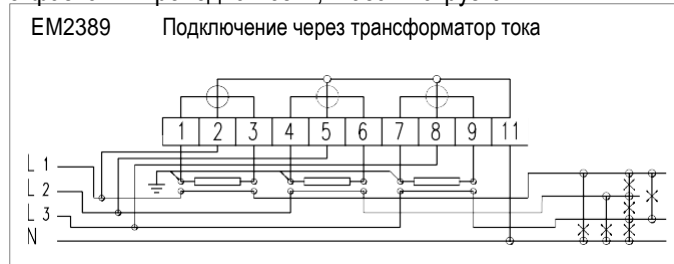 EM2389 Подключение через трансформатор тока
1 2 3 4 5 6 7 8 9 11
L 1
L 2
L 3
N